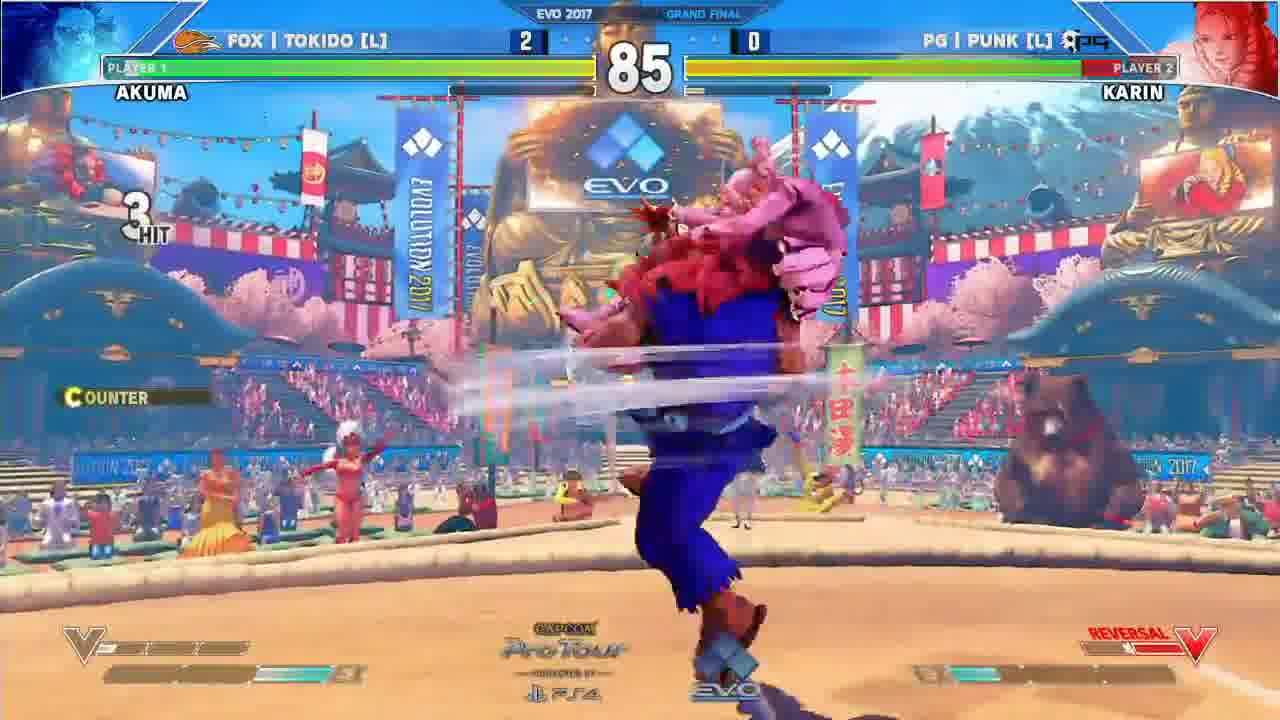 EVO 2017 GRAND FINAL
FOX | TOKIDO [L] 2 0 PG | PUNK [L]
PLAYER 1 85 PLAYER 2
AKUMA KARIN
EVO
EVOLUTION 2017
3 HIT
COUNTER
REVERSAL
V V
CAPCOM
Pro Tour
PS4
EVO